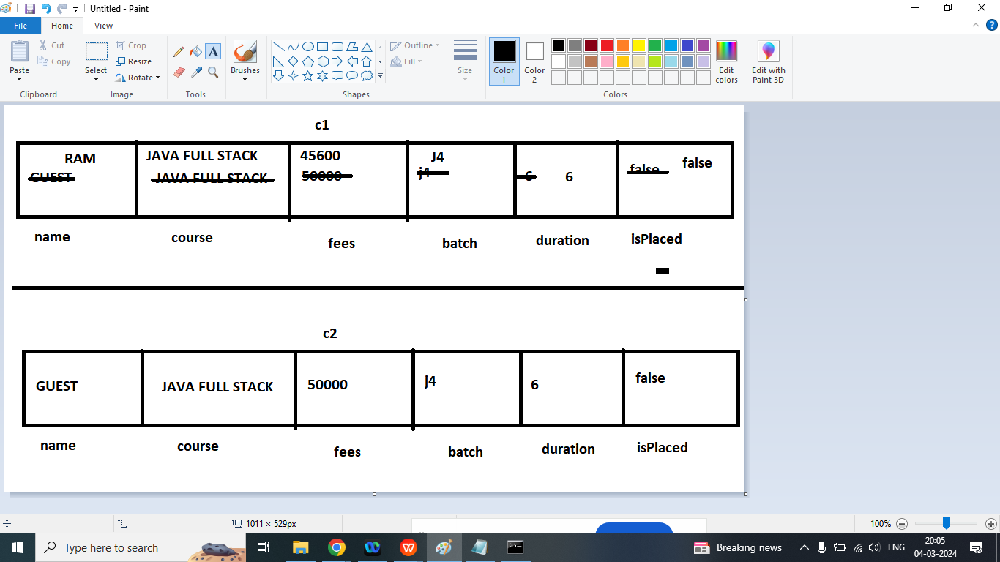 Untitled - Paint
File Home View
Paste
Cut
Copy
Clipboard
Select
Crop
Resize
Rotate
Image
A
Tools
Brushes
Outline
Fill
Shapes
Size
Color 1
Color 2
Edit colors
Colors
Edit with Paint 3D
c1
RAM JAVA FULL STACK 45600 J4 false
GUEST JAVA FULL STACK 50000 j4 6 6 false
name course fees batch duration isPlaced
c2
GUEST JAVA FULL STACK 50000 j4 6 false
name course fees batch duration isPlaced
1011 × 529px
100%
Type here to search
Breaking news
ENG
20:05
04-03-2024